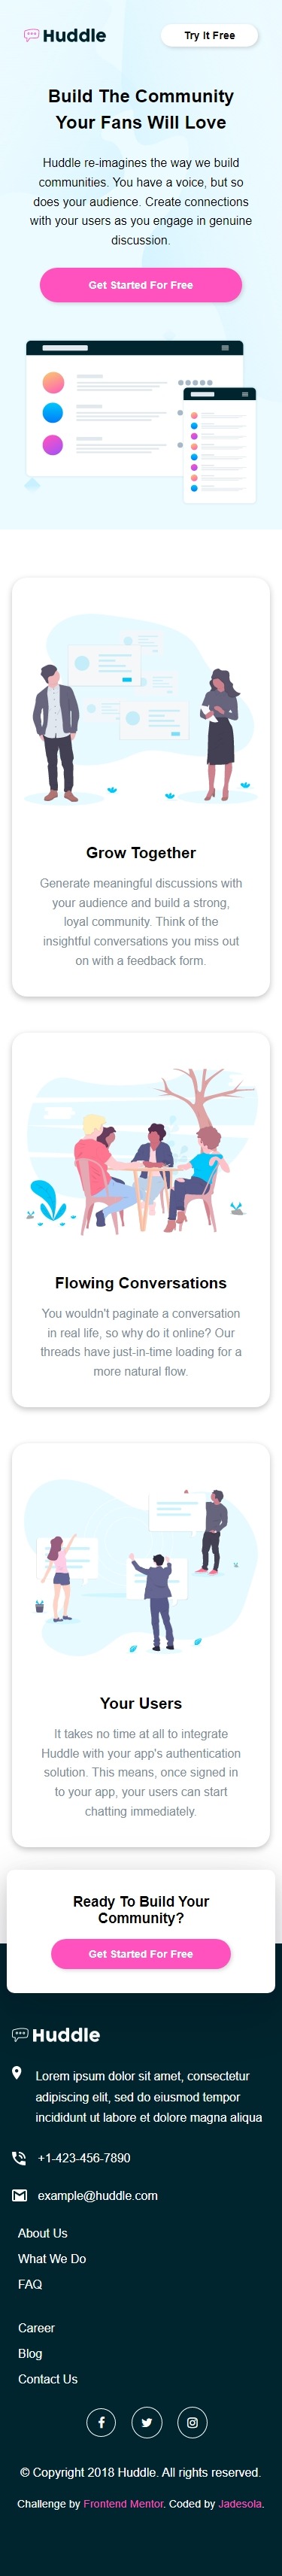 Huddle
Try It Free
Build The Community
Your Fans Will Love
Huddle re-imagines the way we build
communities. You have a voice, but so
does your audience. Create connections
with your users as you engage in genuine
discussion.
Get Started For Free
Grow Together
Generate meaningful discussions with
your audience and build a strong,
loyal community. Think of the
insightful conversations you miss out
on with a feedback form.
Flowing Conversations
You wouldn't paginate a conversation
in real life, so why do it online? Our
threads have just-in-time loading for a
more natural flow.
Your Users
It takes no time at all to integrate
Huddle with your app's authentication
solution. This means, once signed in
to your app, your users can start
chatting immediately.
Ready To Build Your
Community?
Get Started For Free
Huddle
Lorem ipsum dolor sit amet, consectetur
adipiscing elit, sed do eiusmod tempor
incididunt ut labore et dolore magna aliqua
+1-423-456-7890
example@huddle.com
About Us
What We Do
FAQ
Career
Blog
Contact Us
© Copyright 2018 Huddle. All rights reserved.
Challenge by Frontend Mentor. Coded by Jadesola.